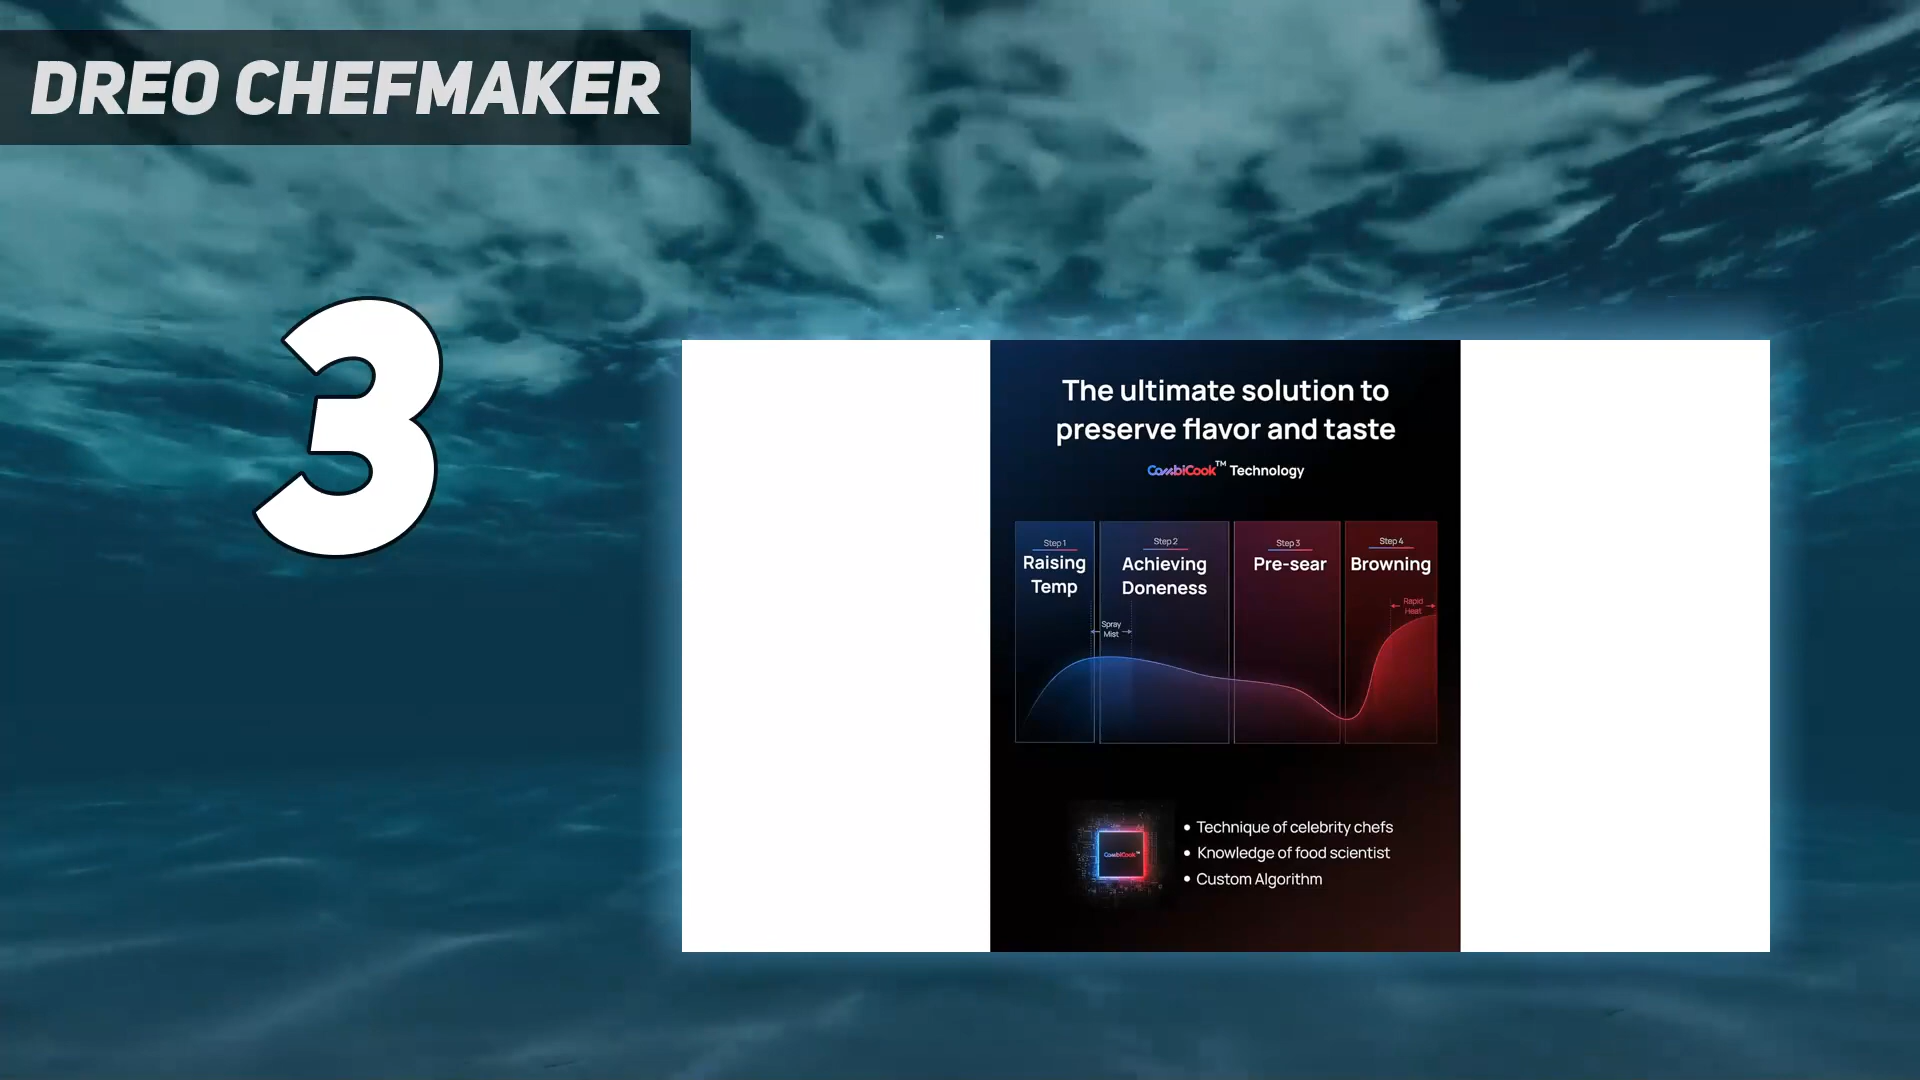 DREO CHEFMAKER
3
The ultimate solution to
preserve flavor and taste
CombiCook™ Technology
Step 1
Raising
Temp
Step 2
Achieving
Doneness
Step 3
Pre-sear
Step 4
Browning
Rapid
Heat
Spray
Mist
CombiCook™
• Technique of celebrity chefs
• Knowledge of food scientist
• Custom Algorithm